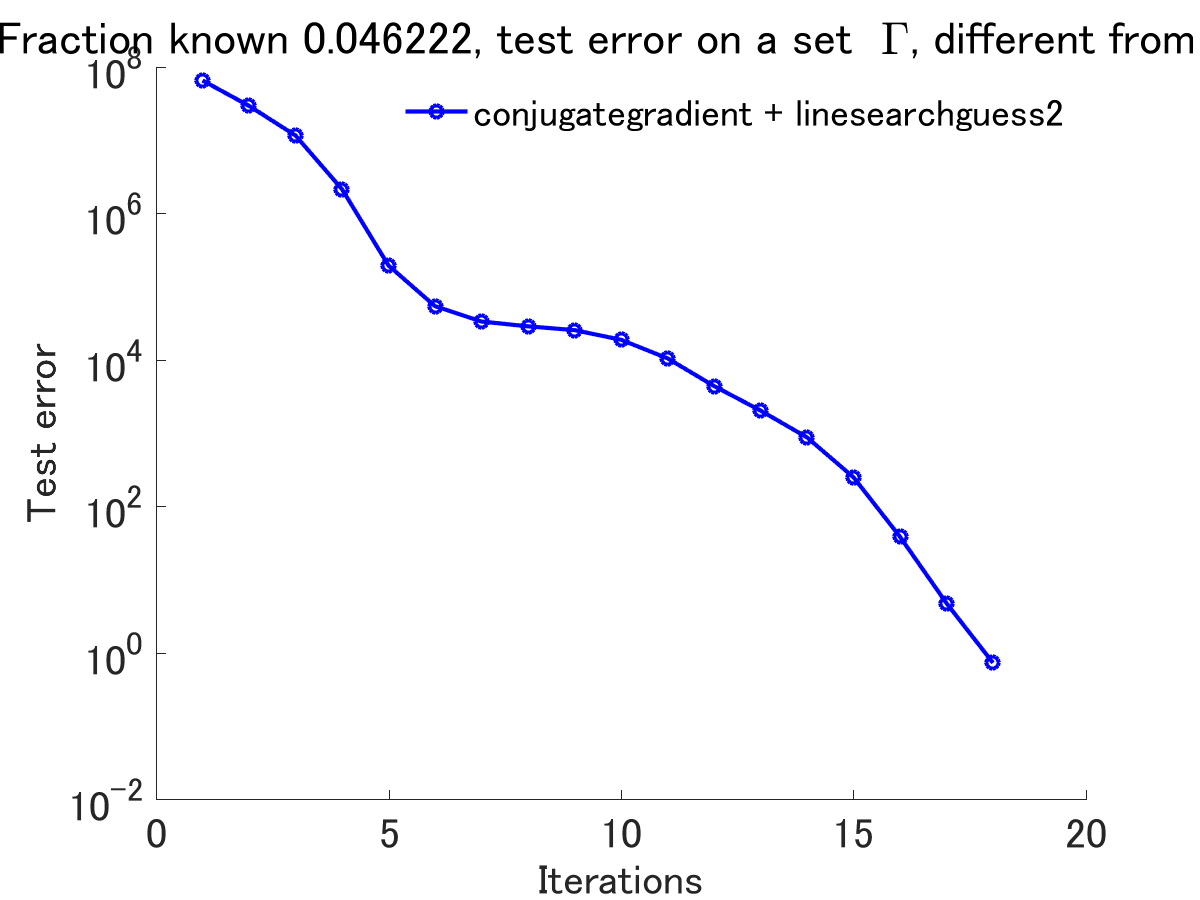 Fraction known 0.046222, test error on a set Γ, different from
10^8
conjugategradient + linesearchguess2
10^6
10^4
Test error
10^2
10^0
10^-2
0 5 10 15 20
Iterations